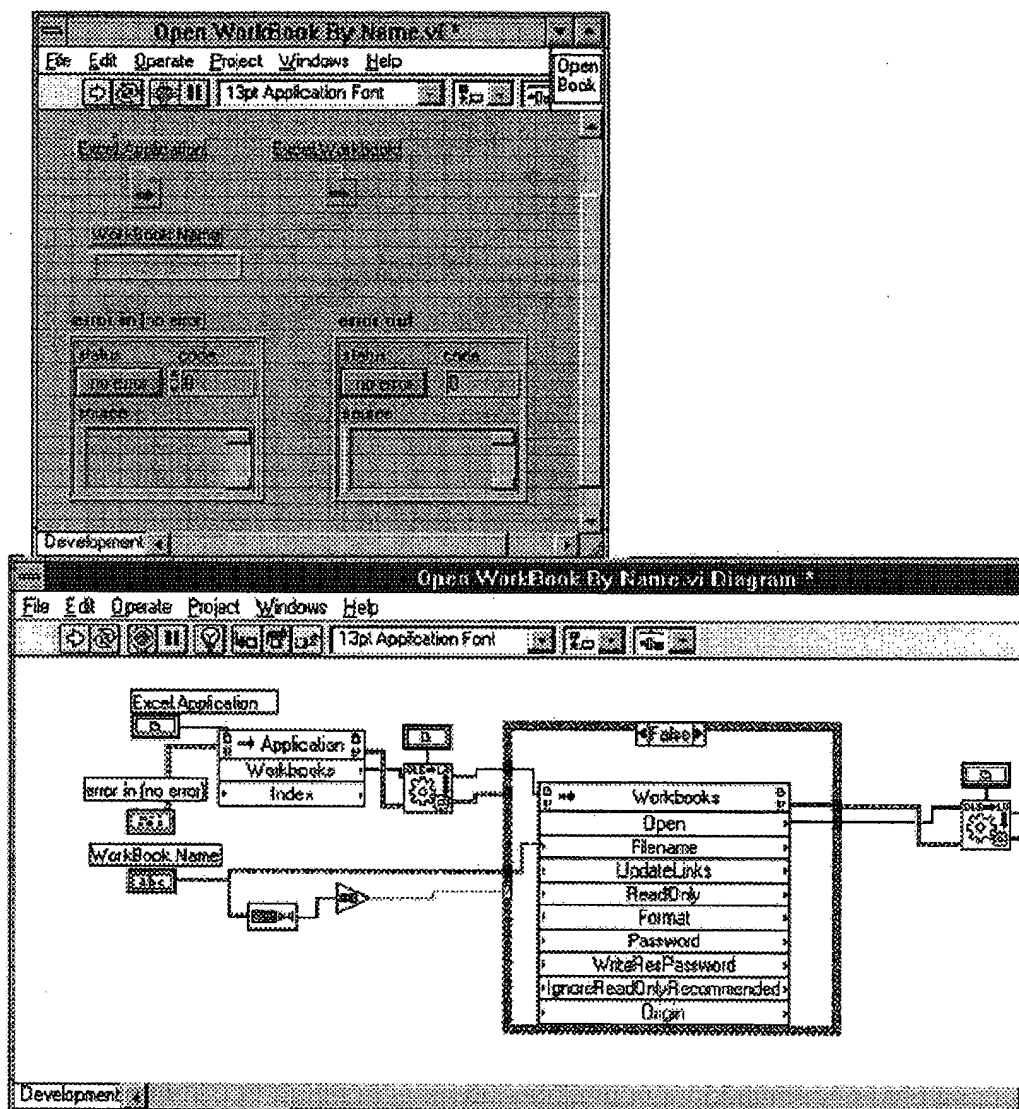 Open WorkBook By Name.vi *
File Edit Operate Project Windows Help
Open
Book
13pt Application Font
Excel.Application
Excel.Workbook
WorkBook Name
error in (no error)
error out
status code
no error 0
source
status code
no error 0
source
Development
Open WorkBook By Name.vi Diagram *
File Edit Operate Project Windows Help
13pt Application Font
Excel.Application
Application
Workbooks
Index
error in (no error)
WorkBook Name
abc
False
Workbooks
Open
Filename
UpdateLinks
ReadOnly
Format
Password
WriteResPassword
IgnoreReadOnlyRecommended
Origin
Development